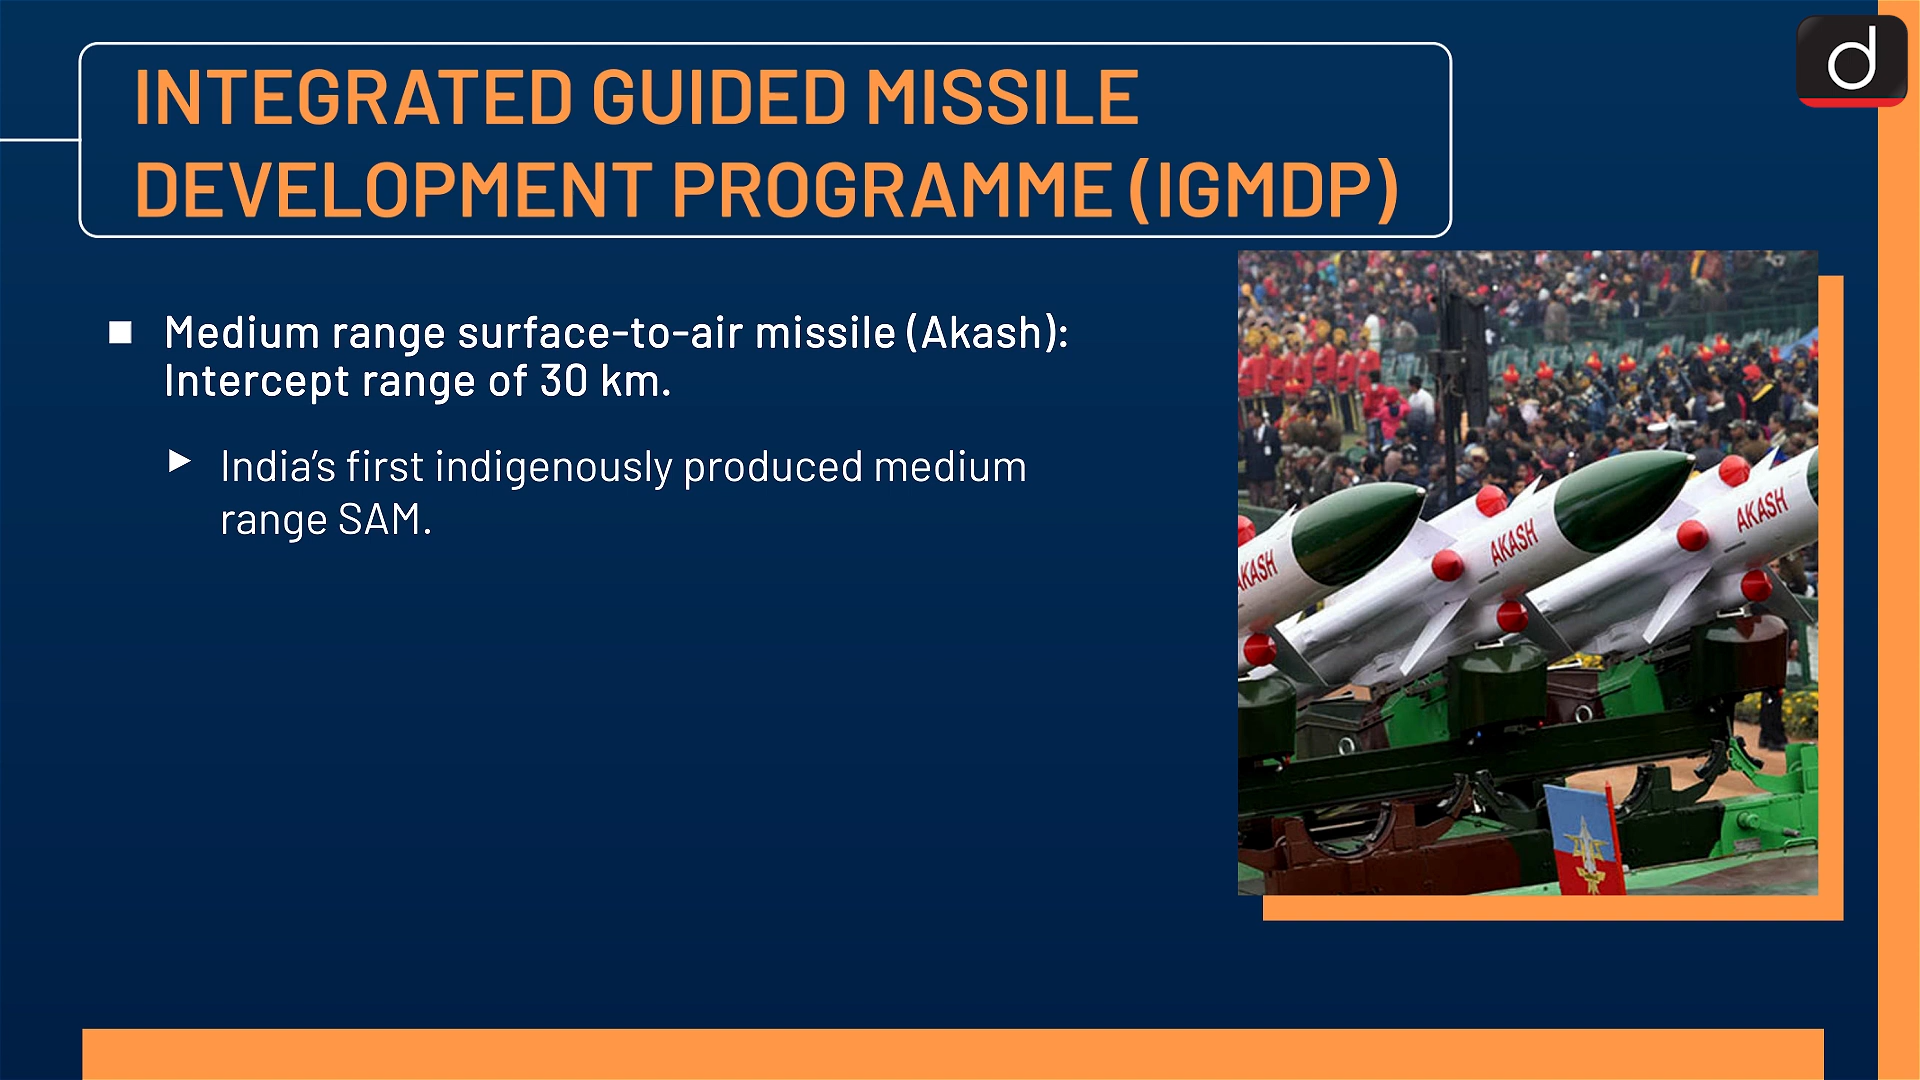 d
INTEGRATED GUIDED MISSILE
DEVELOPMENT PROGRAMME (IGMDP)
Medium range surface-to-air missile (Akash):
Intercept range of 30 km.
India's first indigenously produced medium
range SAM.
AKASH
AKASH
AKASH